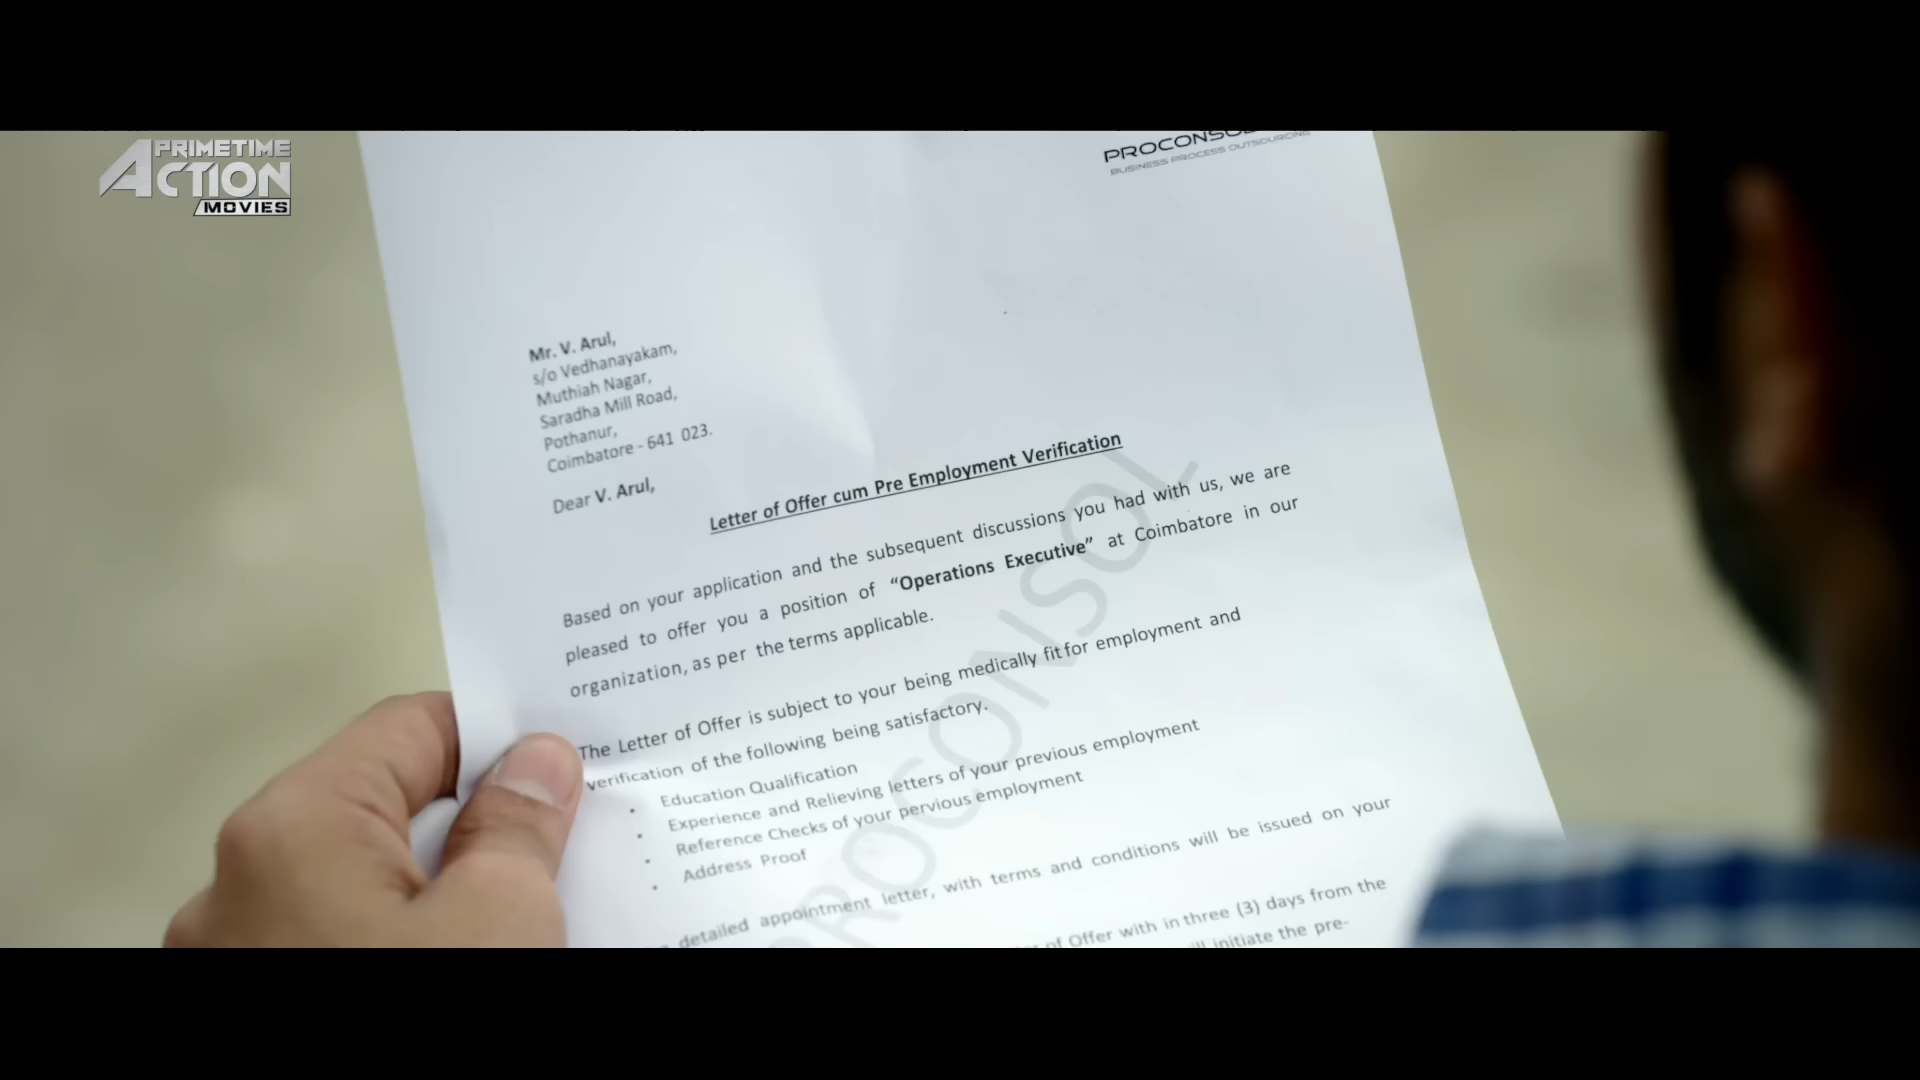 PRIMETIME
ACTION
MOVIES
BUSINESS PROCESS OUTSOURCING
Mr. V. Arul,
s/o Vedhanayakam,
Muthiah Nagar,
Saradha Mill Road,
Pothanur,
Coimbatore - 641 023.
Dear V. Arul,
Letter of Offer cum Pre Employment Verification
Based on your application and the subsequent discussions you had with us, we are
pleased to offer you a position of “Operations Executive” at Coimbatore in our
organization, as per the terms applicable.
The Letter of Offer is subject to your being medically fit for employment and
verification of the following being satisfactory.
• Education Qualification
• Experience and Relieving letters of your previous employment
• Reference Checks of your pervious employment
• Address Proof
detailed appointment letter, with terms and conditions will be issued on your
of Offer with in three (3) days from the
initiate the pre-
PROCONSOL